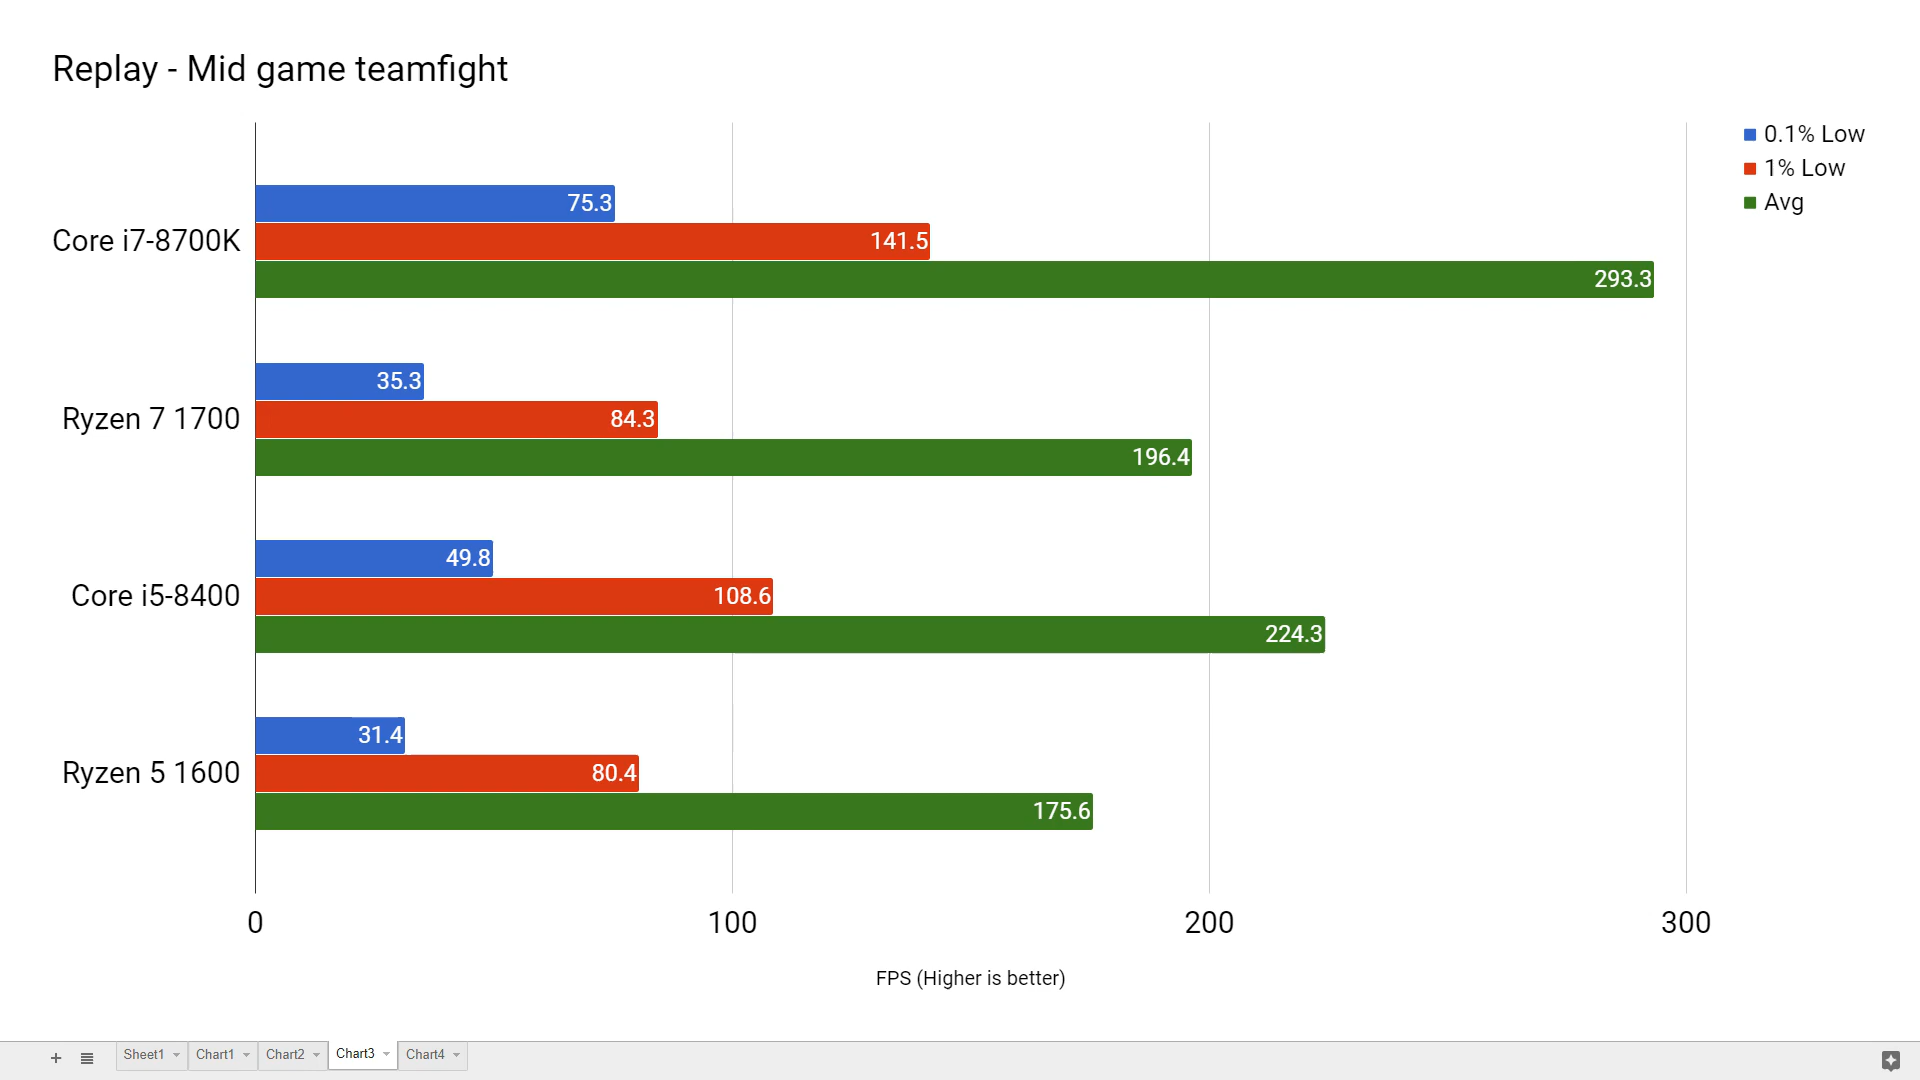 Replay - Mid game teamfight
0.1% Low
1% Low
Avg
Core i7-8700K
75.3
141.5
293.3
Ryzen 7 1700
35.3
84.3
196.4
Core i5-8400
49.8
108.6
224.3
Ryzen 5 1600
31.4
80.4
175.6
0 100 200 300
FPS (Higher is better)
Sheet1 Chart1 Chart2 Chart3 Chart4